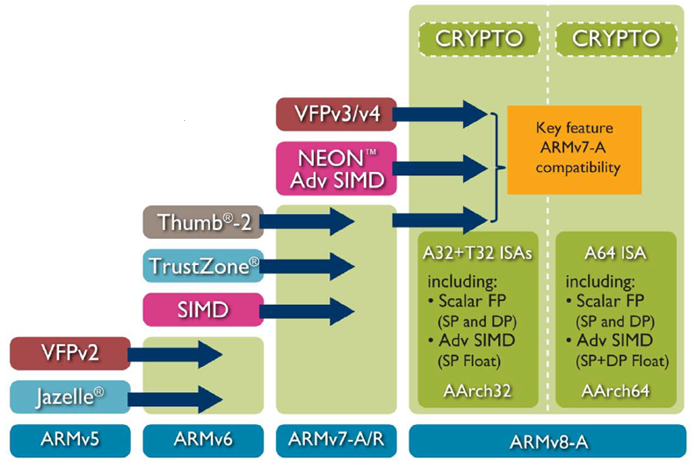 CRYPTO
CRYPTO
VFPv3/v4
Key feature
ARMv7-A
compatibility
NEON™
Adv SIMD
Thumb®-2
TrustZone®
SIMD
A32+T32 ISAs
including:
• Scalar FP
(SP and DP)
• Adv SIMD
(SP Float)
AArch32
A64 ISA
including:
• Scalar FP
(SP and DP)
• Adv SIMD
(SP+DP Float)
AArch64
VFPv2
Jazelle®
ARMv5
ARMv6
ARMv7-A/R
ARMv8-A